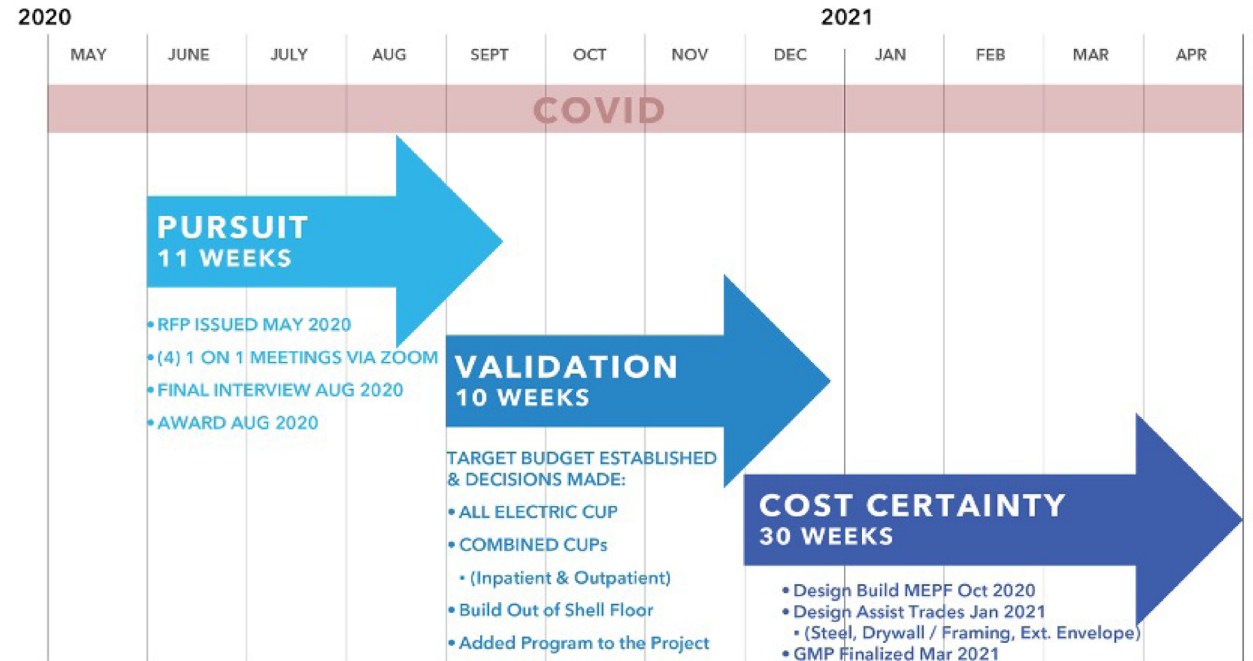 2020 2021
MAY JUNE JULY AUG SEPT OCT NOV DEC JAN FEB MAR APR
COVID
PURSUIT
11 WEEKS
• RFP ISSUED MAY 2020
• (4) 1 ON 1 MEETINGS VIA ZOOM
• FINAL INTERVIEW AUG 2020
• AWARD AUG 2020
VALIDATION
10 WEEKS
TARGET BUDGET ESTABLISHED
& DECISIONS MADE:
• ALL ELECTRIC CUP
• COMBINED CUPs
• (Inpatient & Outpatient)
• Build Out of Shell Floor
• Added Program to the Project
COST CERTAINTY
30 WEEKS
• Design Build MEPF Oct 2020
• Design Assist Trades Jan 2021
• (Steel, Drywall / Framing, Ext. Envelope)
• GMP Finalized Mar 2021